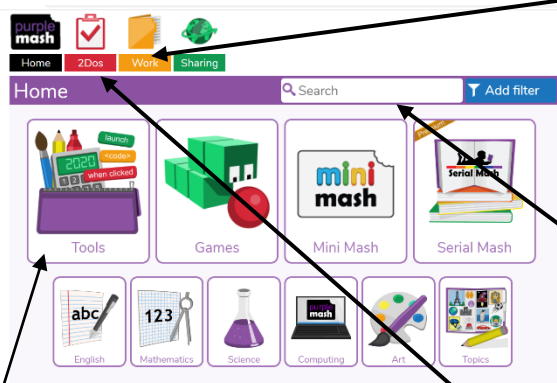 purple
mash
Home 2Dos Work Sharing
Home
Search
Add filter
launch
<code>
when clicked
2020
Tools
Games
mini
mash
Mini Mash
Premium
Serial Mash
Serial Mash
abc
English
123
Mathematics
Science
purple
mash
Computing
Art
Topics